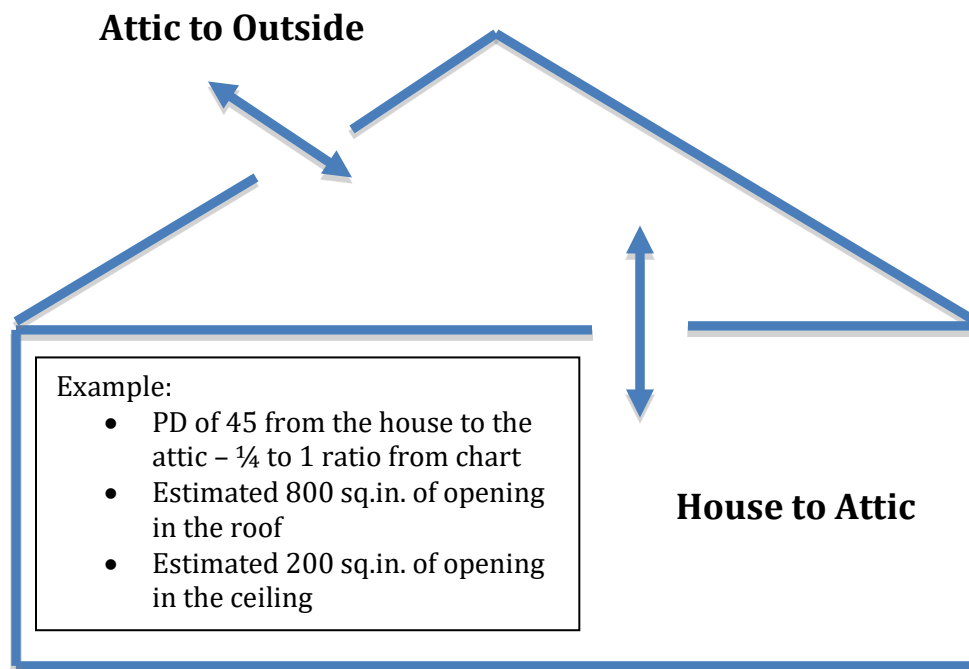 Attic to Outside
Example:
• PD of 45 from the house to the
attic – ¼ to 1 ratio from chart
• Estimated 800 sq.in. of opening
in the roof
• Estimated 200 sq.in. of opening
in the ceiling
House to Attic